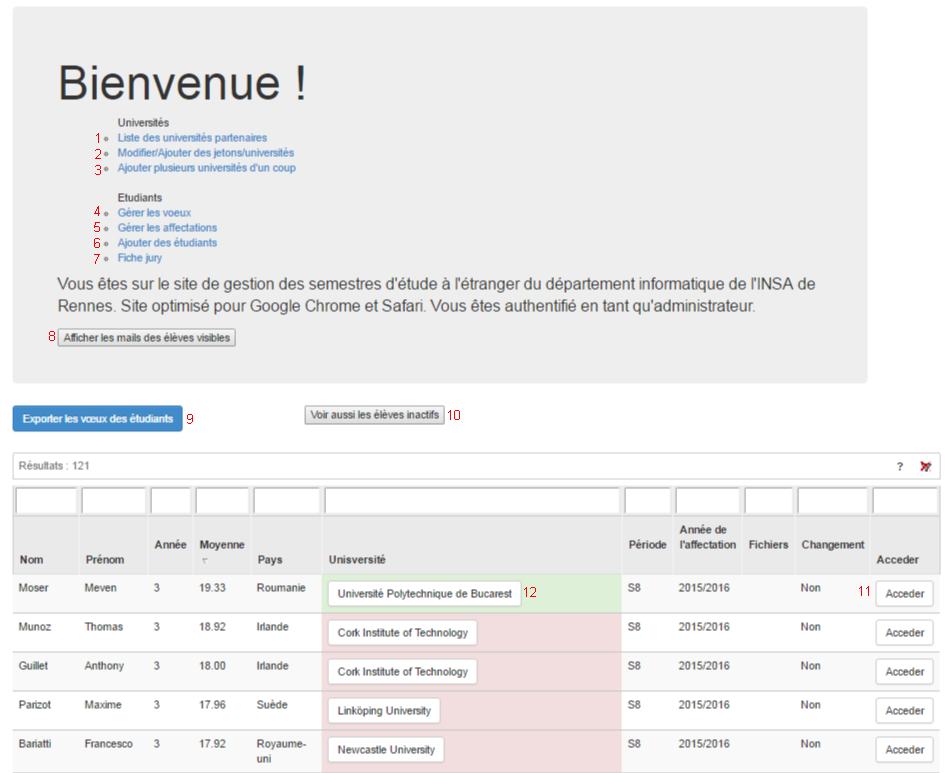 Bienvenue !
Universités
1 Liste des universités partenaires
2 Modifier/Ajouter des jetons/universités
3 Ajouter plusieurs universités d'un coup
Etudiants
4 Gérer les voeux
5 Gérer les affectations
6 Ajouter des étudiants
7 Fiche jury
Vous êtes sur le site de gestion des semestres d'étude à l'étranger du département informatique de l'INSA de
Rennes. Site optimisé pour Google Chrome et Safari. Vous êtes authentifié en tant qu'administrateur.
8 Afficher les mails des élèves visibles
Exporter les vœux des étudiants 9 Voir aussi les élèves inactifs 10
Résultats : 121 ?
Nom Prénom Année Moyenne Pays Unisversité Période Année de l'affectation Fichiers Changement Acceder
Moser Meven 3 19.33 Roumanie Université Polytechnique de Bucarest 12 S8 2015/2016 Non 11 Acceder
Munoz Thomas 3 18.92 Irlande Cork Institute of Technology S8 2015/2016 Non Acceder
Guillet Anthony 3 18.00 Irlande Cork Institute of Technology S8 2015/2016 Non Acceder
Parizot Maxime 3 17.96 Suède Linköping University S8 2015/2016 Non Acceder
Bariatti Francesco 3 17.92 Royaume-uni Newcastle University S8 2015/2016 Non Acceder